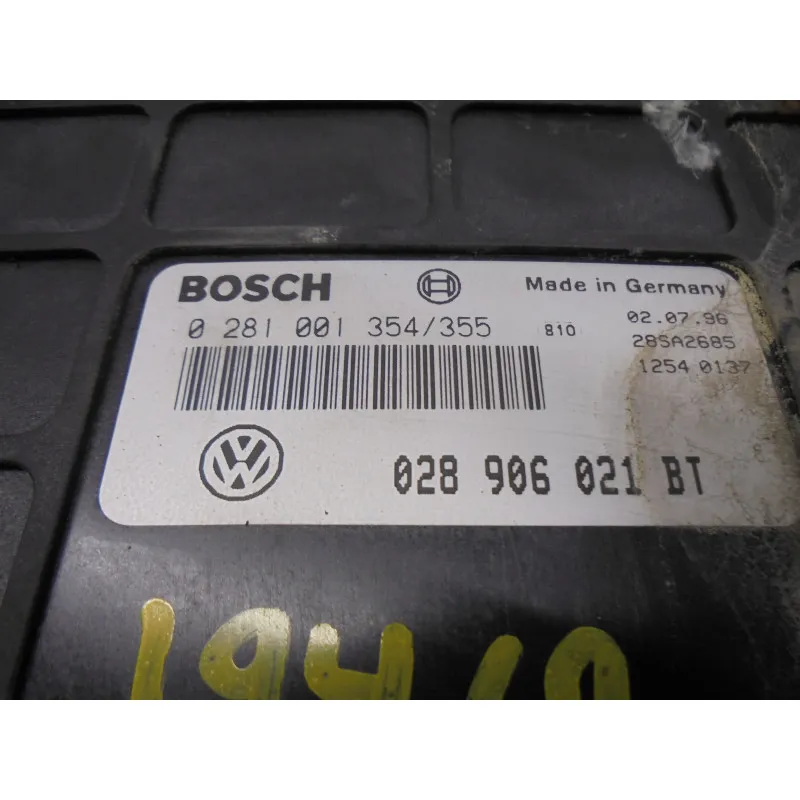 BOSCH Made in Germany
0 281 001 354/355 810 02.07.96
285A2685
1254 0137
028 906 021 BT